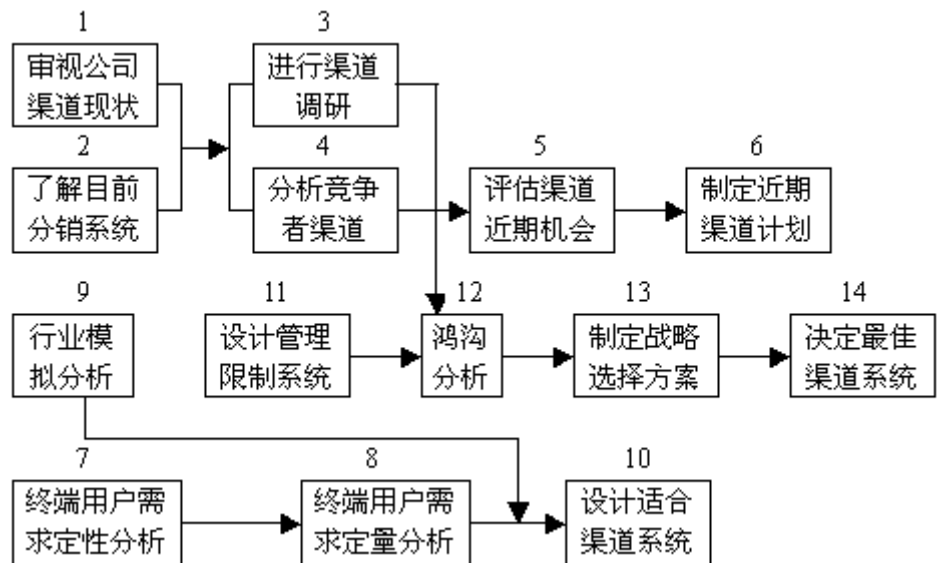 1
3
审视公司
渠道现状
进行渠道
调研
2
4
5
6
了解目前
分销系统
分析竞争
者渠道
评估渠道
近期机会
制定近期
渠道计划
9
11
12
13
14
行业模
拟分析
设计管理
限制系统
鸿沟
分析
制定战略
选择方案
决定最佳
渠道系统
7
8
10
终端用户需
求定性分析
终端用户需
求定量分析
设计适合
渠道系统